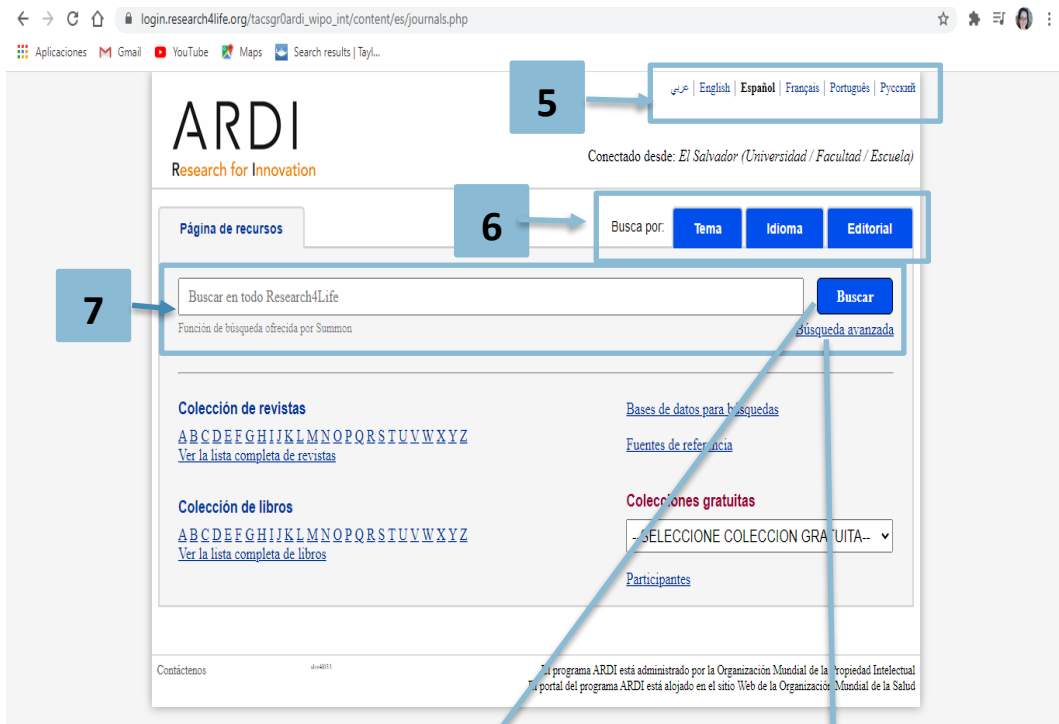 login.research4life.org/tacsgr0ardi_wipo_int/content/es/journals.php
Aplicaciones Gmail YouTube Maps Search results | Tayl...
5
عربي | English | Español | Français | Português | Русский
ARDI
Research for Innovation
Conectado desde: El Salvador (Universidad / Facultad / Escuela)
6
Página de recursos
Busca por: Tema Idioma Editorial
7
Buscar en todo Research4Life
Buscar
Función de búsqueda ofrecida por Summon
Búsqueda avanzada
Colección de revistas
A B C D E F G H I J K L M N O P Q R S T U V W X Y Z
Ver la lista completa de revistas
Bases de datos para búsquedas
Fuentes de referencia
Colección de libros
A B C D E F G H I J K L M N O P Q R S T U V W X Y Z
Ver la lista completa de libros
Colecciones gratuitas
--SELECCIONE COLECCION GRATUITA--
Participantes
Contáctenos
El programa ARDI está administrado por la Organización Mundial de la Propiedad Intelectual
El portal del programa ARDI está alojado en el sitio Web de la Organización Mundial de la Salud